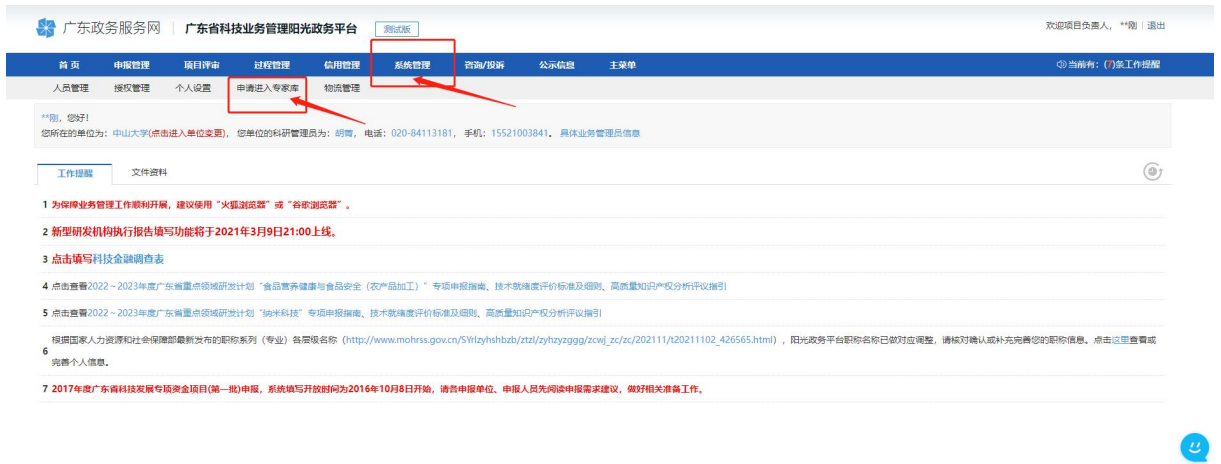 广东政务服务网 广东省科技业务管理阳光政务平台 测试版 欢迎项目负责人，**刚 | 退出
首 页 申报管理 项目评审 过程管理 信用管理 系统管理 咨询/投诉 公示信息 主菜单 当前有：(7)条工作提醒
人员管理 授权管理 个人设置 申请进入专家库 物流管理
**刚，您好！
您所在的单位为：中山大学(点击进入单位变更)，您单位的科研管理员为：胡菁，电话：020-84113181，手机：15521003841。具体业务管理员信息
工作提醒 文件资料
1 为保障业务管理工作顺利开展，建议使用“火狐浏览器”或“谷歌浏览器”。
2 新型研发机构执行报告填写功能将于2021年3月9日21:00上线。
3 点击填写科技金融调查表
4 点击查看2022～2023年度广东省重点领域研发计划“食品营养健康与食品安全（农产品加工）”专项申报指南、技术就绪度评价标准及细则、高质量知识产权分析评议指引
5 点击查看2022～2023年度广东省重点领域研发计划“纳米科技”专项申报指南、技术就绪度评价标准及细则、高质量知识产权分析评议指引
6 根据国家人力资源和社会保障部最新发布的职称系列（专业）各层级名称（http://www.mohrss.gov.cn/SYrlzyhshbzb/ztzl/zyhzyzggg/zcwj_zc/zc/202111/t20211102_426565.html），阳光政务平台职称名称已做对应调整，请核对确认或补充完善您的职称信息。点击这里查看或
完善个人信息。
7 2017年度广东省科技发展专项资金项目(第一批)申报，系统填写开放时间为2016年10月8日开始，请各申报单位、申报人员先阅读申报需求建议，做好相关准备工作。